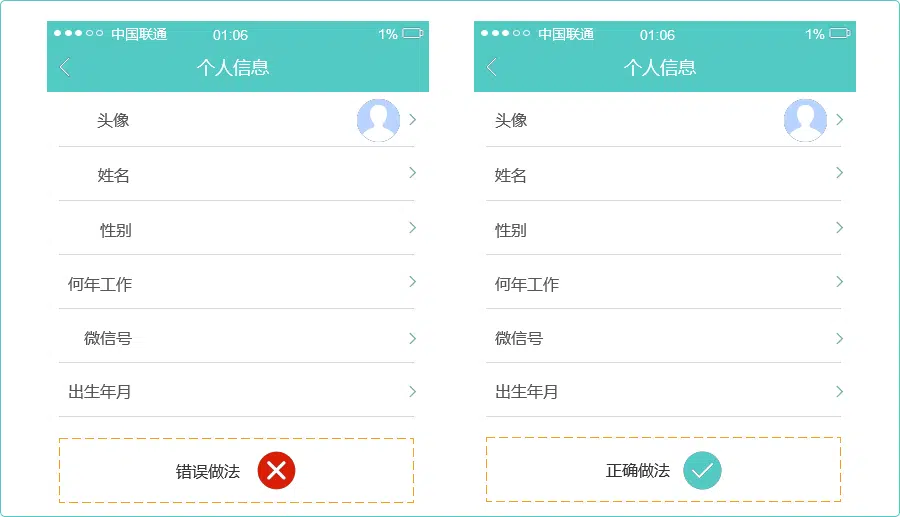 中国联通 01:06 1%
个人信息
头像
姓名
性别
何年工作
微信号
出生年月
错误做法
中国联通 01:06 1%
个人信息
头像
姓名
性别
何年工作
微信号
出生年月
正确做法